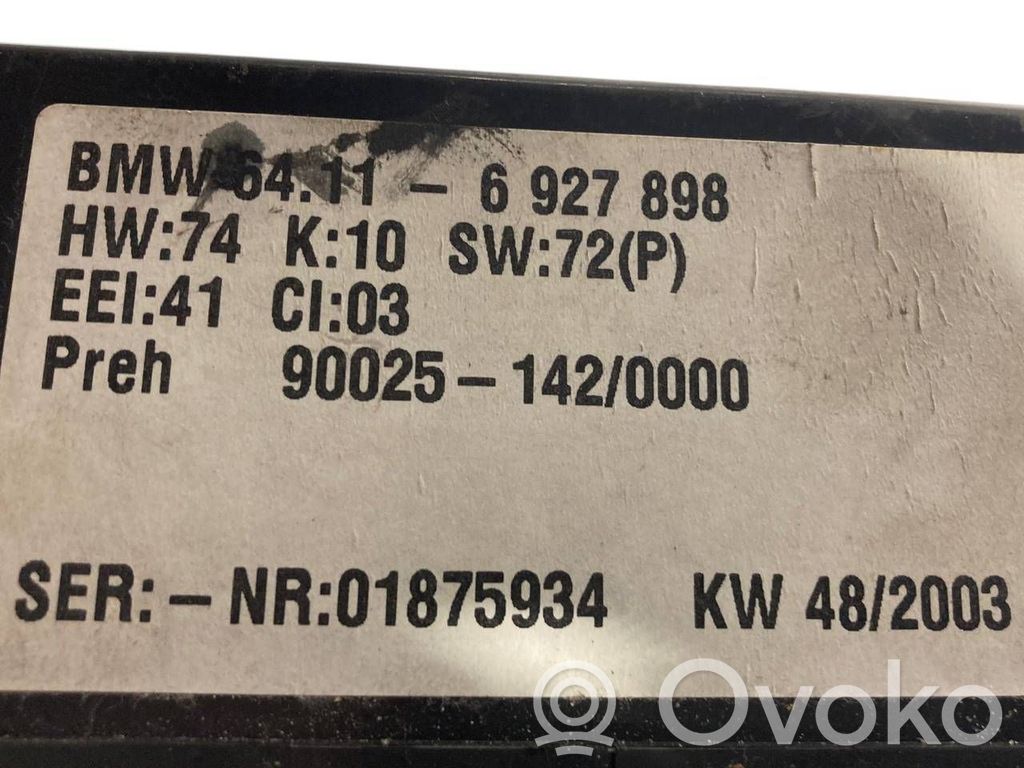 BMW 64.11 - 6 927 898
HW:74 K:10 SW:72(P)
EEI:41 CI:03
Preh 90025-142/0000
SER:-NR:01875934 KW 48/2003
Ovoko